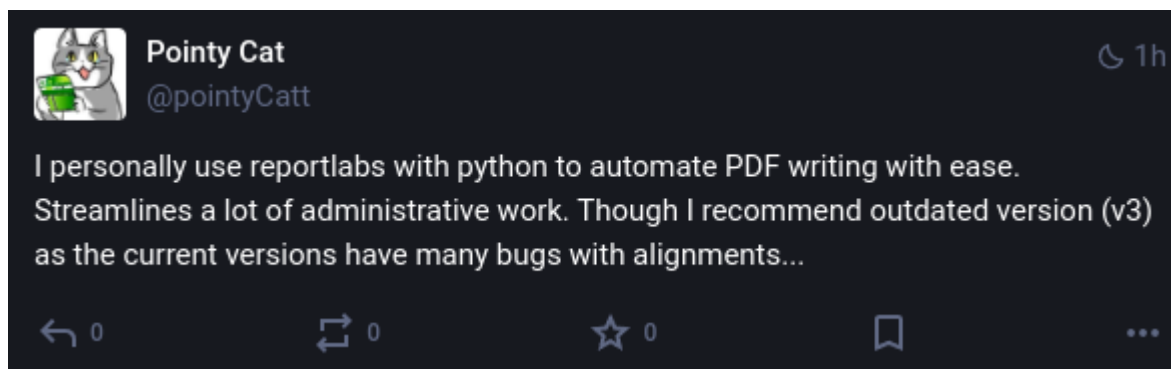 Pointy Cat
1h
@pointyCatt
I personally use reportlabs with python to automate PDF writing with ease.
Streamlines a lot of administrative work. Though I recommend outdated version (v3)
as the current versions have many bugs with alignments...
0 0 0